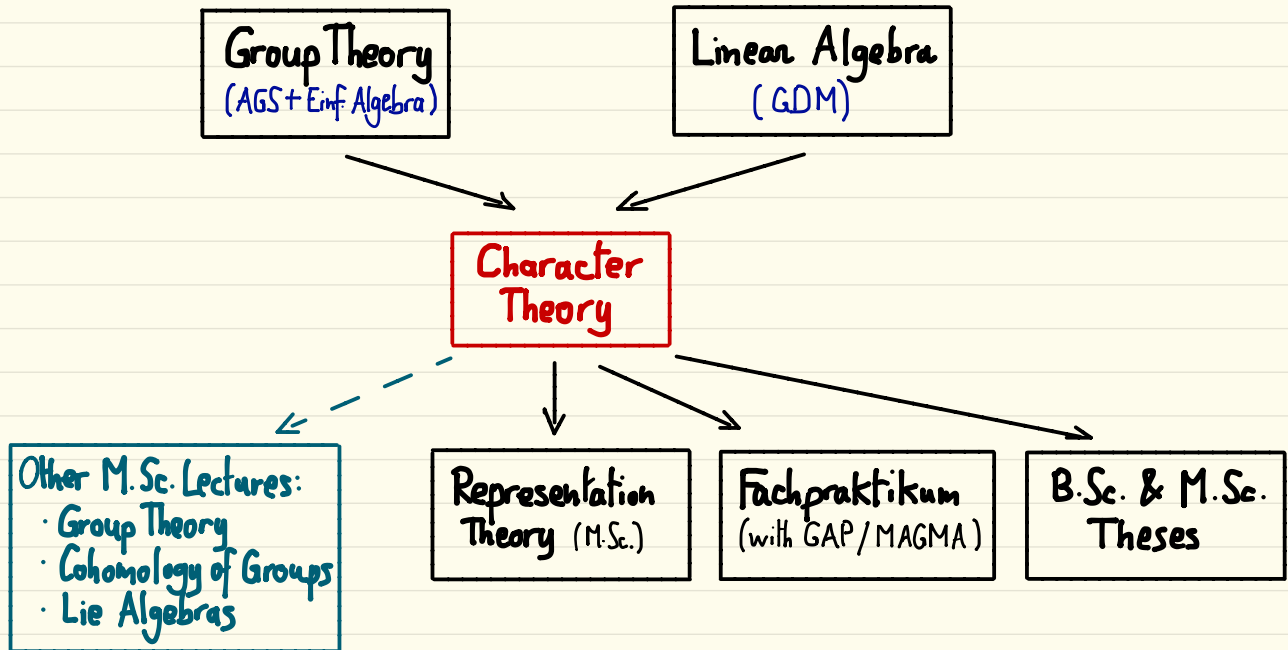 Group Theory
(AGS + Einf. Algebra)
Linear Algebra
(GDM)
Character
Theory
Other M.Sc. Lectures:
· Group Theory
· Cohomology of Groups
· Lie Algebras
Representation
Theory (M.Sc.)
Fachpraktikum
(with GAP/MAGMA)
B.Sc. & M.Sc.
Theses